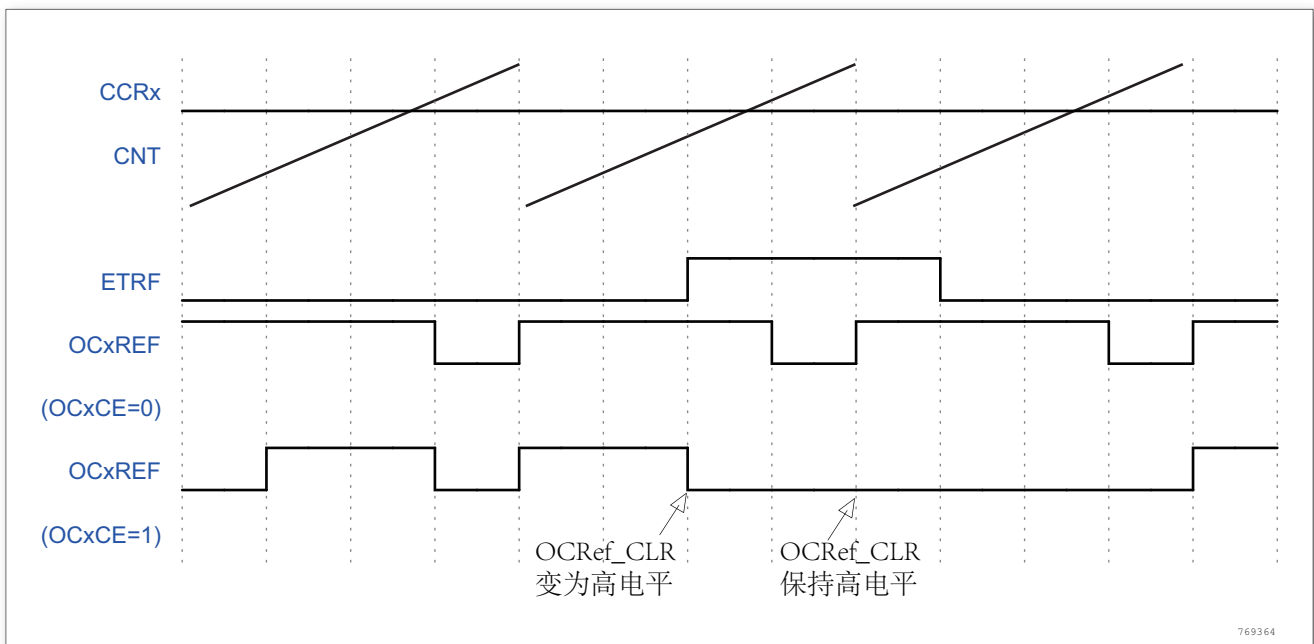 CCRx
CNT
ETRF
OCxREF
(OCxCE=0)
OCxREF
(OCxCE=1)
OCRef_CLR
变为高电平
OCRef_CLR
保持高电平
769364